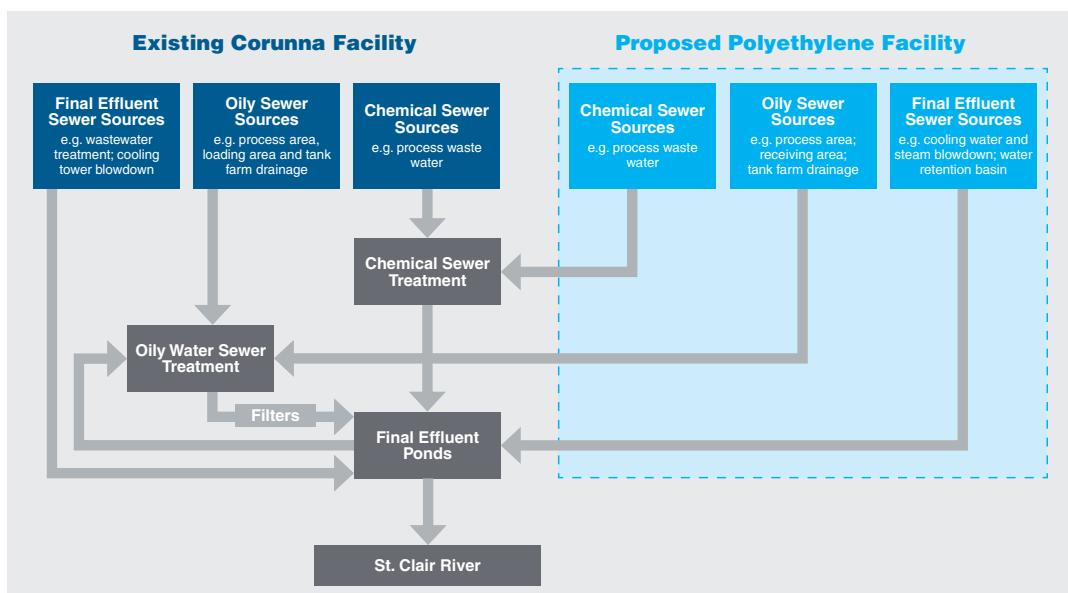 Existing Corunna Facility
Proposed Polyethylene Facility
Final Effluent
Sewer Sources
e.g. wastewater
treatment; cooling
tower blowdown
Oily Sewer
Sources
e.g. process area,
loading area and tank
farm drainage
Chemical Sewer
Sources
e.g. process waste
water
Chemical Sewer
Sources
e.g. process waste
water
Oily Sewer
Sources
e.g. process area;
receiving area;
tank farm drainage
Final Effluent
Sewer Sources
e.g. cooling water and
steam blowdown; water
retention basin
Chemical Sewer
Treatment
Oily Water Sewer
Treatment
Filters
Final Effluent
Ponds
St. Clair River